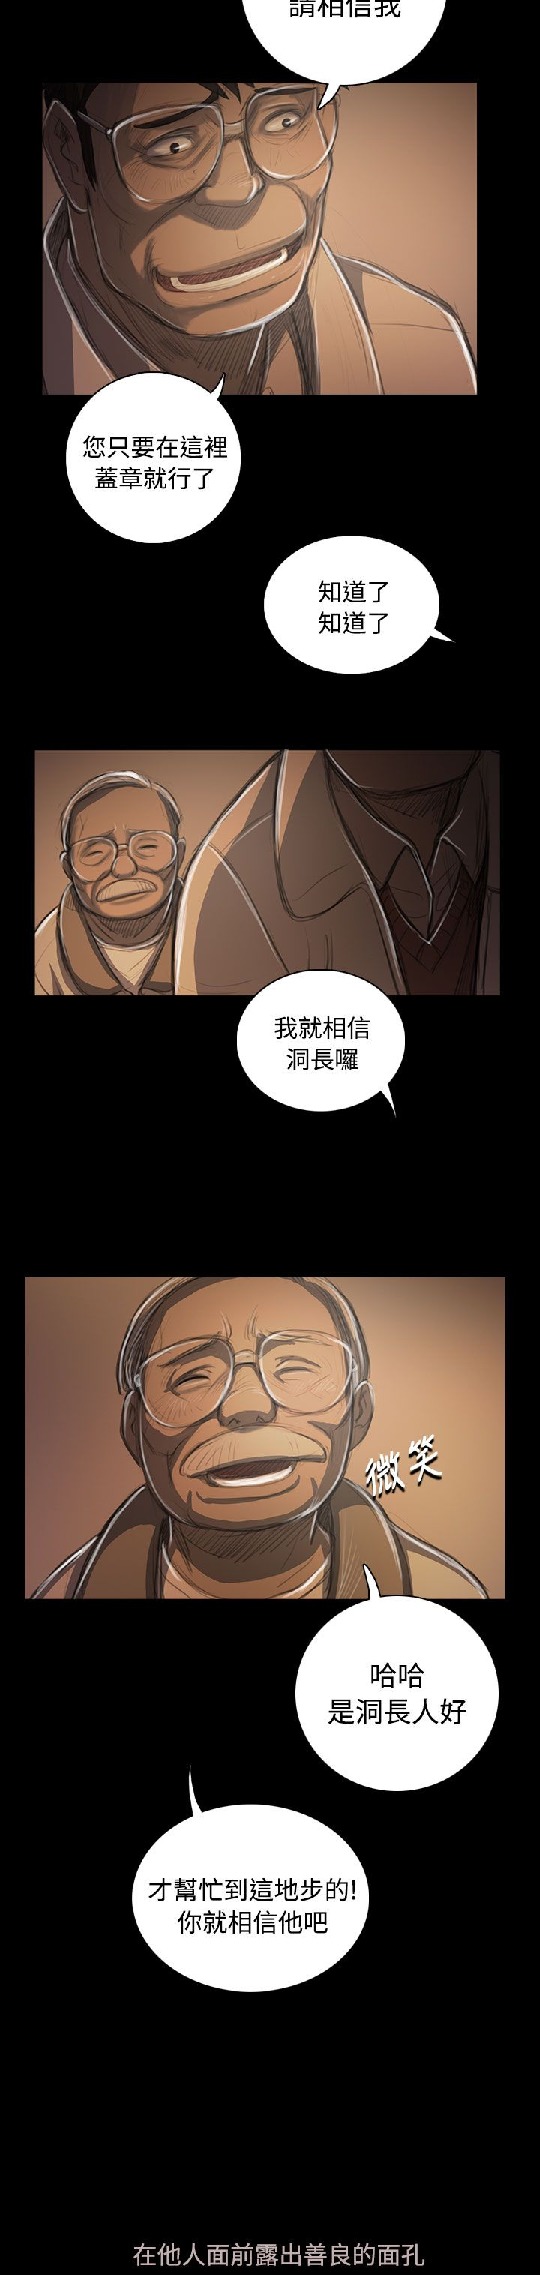 請相信我
您只要在這裡
蓋章就行了
知道了
知道了
我就相信
洞長囉
微笑
哈哈
是洞長人好
才幫忙到這地步的!
你就相信他吧
在他人面前露出善良的面孔